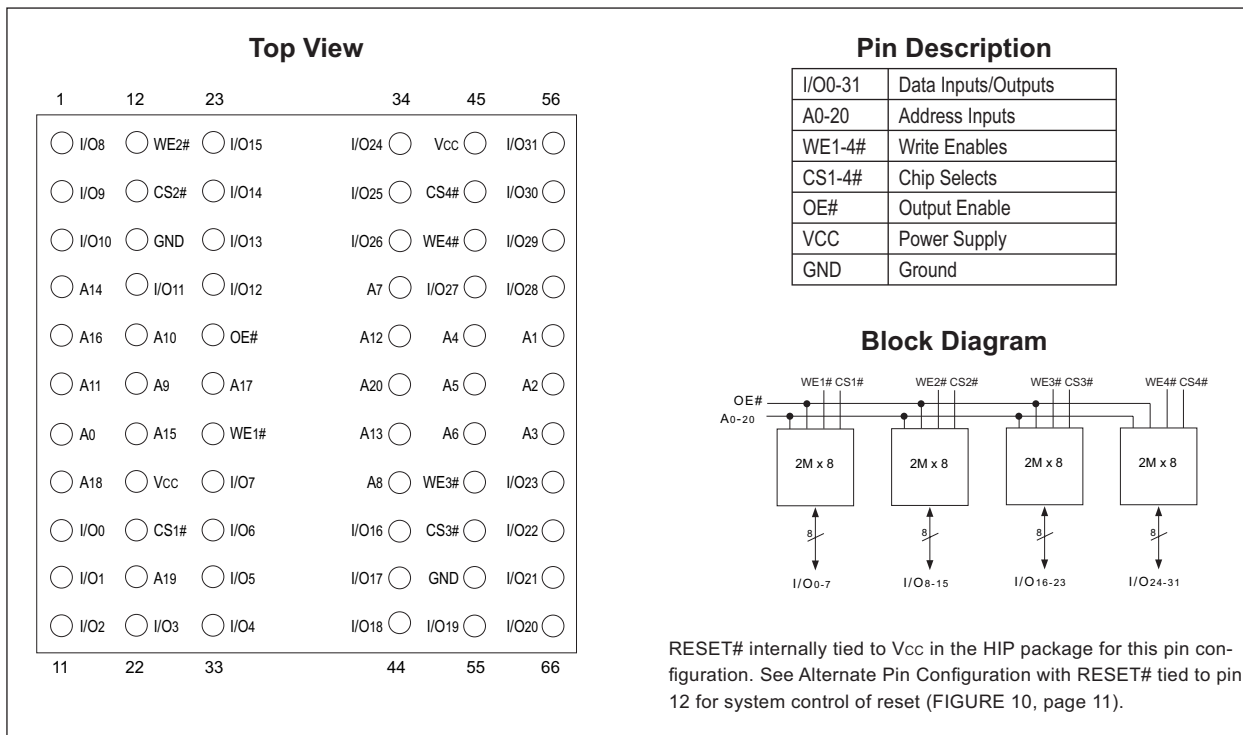 Top View
1 12 23 34 45 56
I/O8 WE2# I/O15 I/O24 VCC I/O31
I/O9 CS2# I/O14 I/O25 CS4# I/O30
I/O10 GND I/O13 I/O26 WE4# I/O29
A14 I/O11 I/O12 A7 I/O27 I/O28
A16 A10 OE# A12 A4 A1
A11 A9 A17 A20 A5 A2
A0 A15 WE1# A13 A6 A3
A18 VCC I/O7 A8 WE3# I/O23
I/O0 CS1# I/O6 I/O16 CS3# I/O22
I/O1 A19 I/O5 I/O17 GND I/O21
I/O2 I/O3 I/O4 I/O18 I/O19 I/O20
11 22 33 44 55 66
Pin Description
I/O0-31 Data Inputs/Outputs
A0-20 Address Inputs
WE1-4# Write Enables
CS1-4# Chip Selects
OE# Output Enable
VCC Power Supply
GND Ground
Block Diagram
WE1# CS1# WE2# CS2# WE3# CS3# WE4# CS4#
OE#
A0-20
2M x 8 2M x 8 2M x 8 2M x 8
8 8 8 8
I/O0-7 I/O8-15 I/O16-23 I/O24-31
RESET# internally tied to VCC in the HIP package for this pin con-
figuration. See Alternate Pin Configuration with RESET# tied to pin
12 for system control of reset (FIGURE 10, page 11).